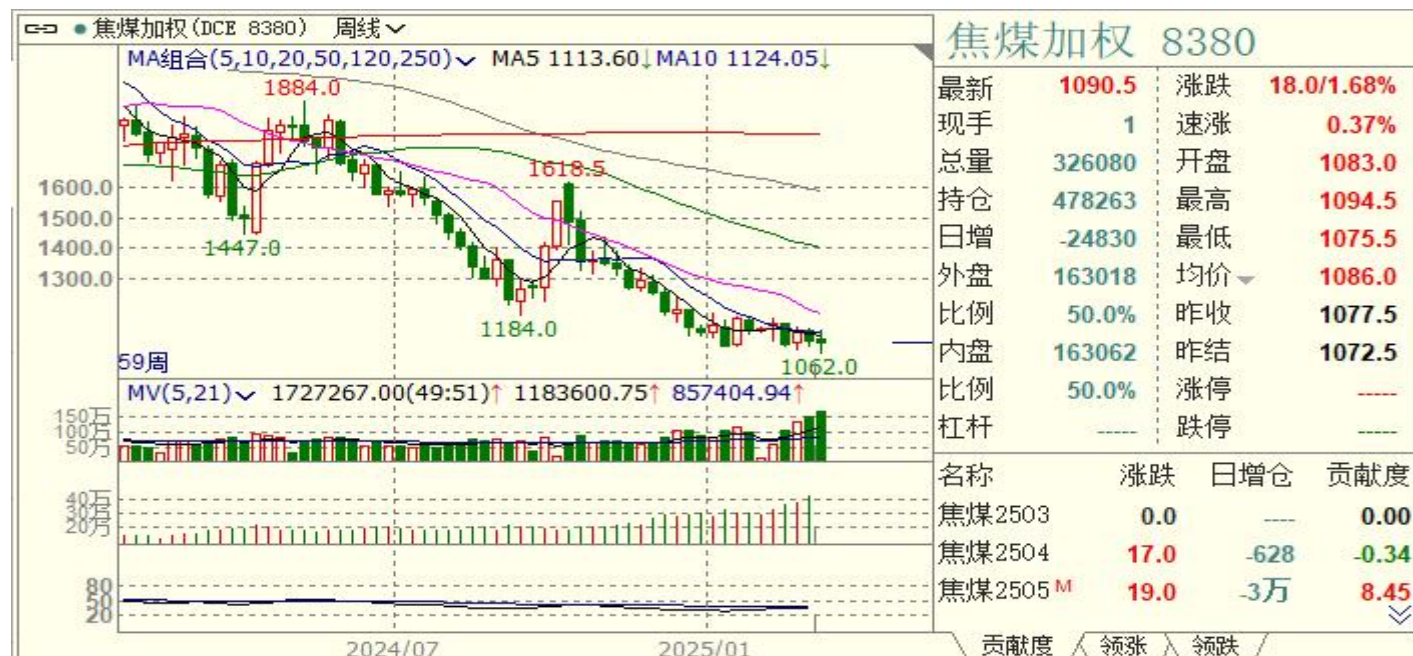 焦煤加权(DCE 8380) 周线
MA组合(5,10,20,50,120,250) MA5 1113.60↓ MA10 1124.05↓
1884.0
1618.5
1600.0
1500.0
1447.0
1400.0
1300.0
1184.0
59周
1062.0
MV(5,21) 1727267.00(49:51)↑ 1183600.75↑ 857404.94↑
150万
100万
50万
40万
30万
20万
80
50
20
2024/07 2025/01
焦煤加权 8380
最新 1090.5 涨跌 18.0/1.68%
现手 1 速涨 0.37%
总量 326080 开盘 1083.0
持仓 478263 最高 1094.5
日增 -24830 最低 1075.5
外盘 163018 均价 1086.0
比例 50.0% 昨收 1077.5
内盘 163062 昨结 1072.5
比例 50.0% 涨停 -----
杠杆 ----- 跌停 -----
名称 涨跌 日增仓 贡献度
焦煤2503 0.0 ---- 0.00
焦煤2504 17.0 -628 -0.34
焦煤2505 M 19.0 -3万 8.45
贡献度 领涨 领跌